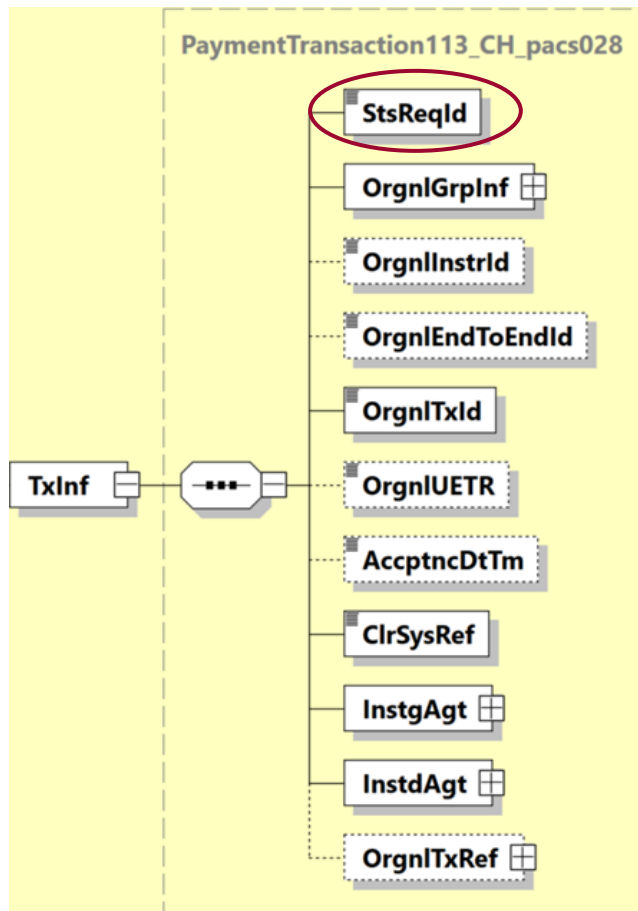 PaymentTransaction113_CH_pacs028
StsReqId
OrgnlGrpInf
OrgnlInstrId
OrgnlEndToEndId
OrgnlTxId
TxInf
OrgnlUETR
AccptncDtTm
ClrSysRef
InstgAgt
InstdAgt
OrgnlTxRef